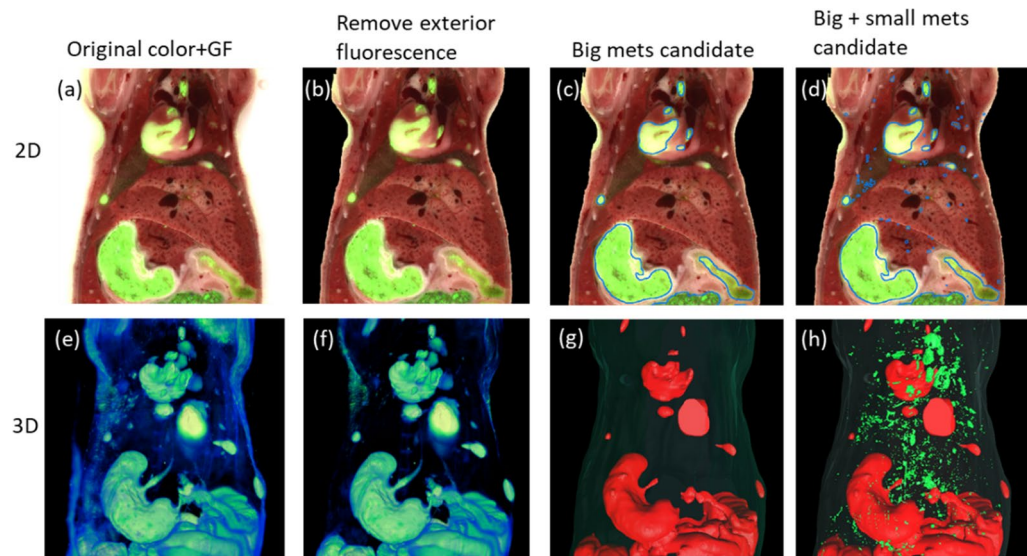 Original color+GF
Remove exterior
fluorescence
Big mets candidate
Big + small mets
candidate
2D
(a)
(b)
(c)
(d)
3D
(e)
(f)
(g)
(h)